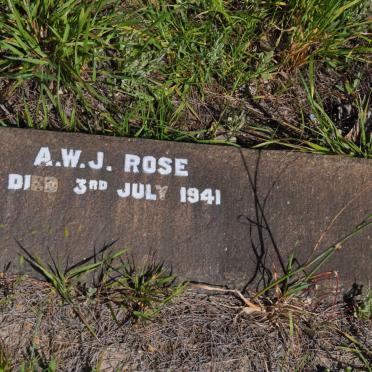 A.W.J. ROSE
DIED 3RD JULY 1941